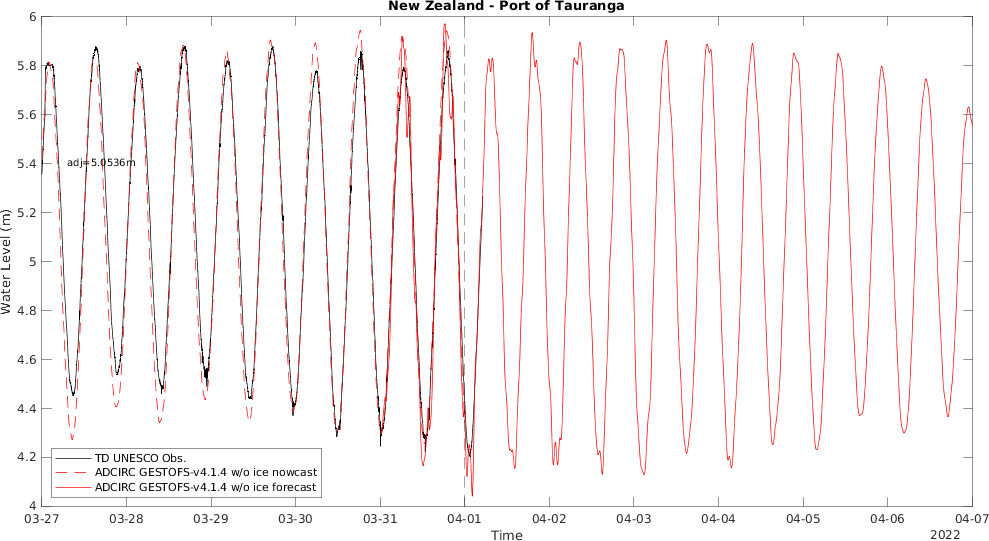 New Zealand - Port of Tauranga
Water Level (m)
6
5.8
5.6
5.4
5.2
5
4.8
4.6
4.4
4.2
4
adj=5.0536m
TD UNESCO Obs.
ADCIRC GESTOFS-v4.1.4 w/o ice nowcast
ADCIRC GESTOFS-v4.1.4 w/o ice forecast
03-27 03-28 03-29 03-30 03-31 04-01 04-02 04-03 04-04 04-05 04-06 04-07
Time
2022